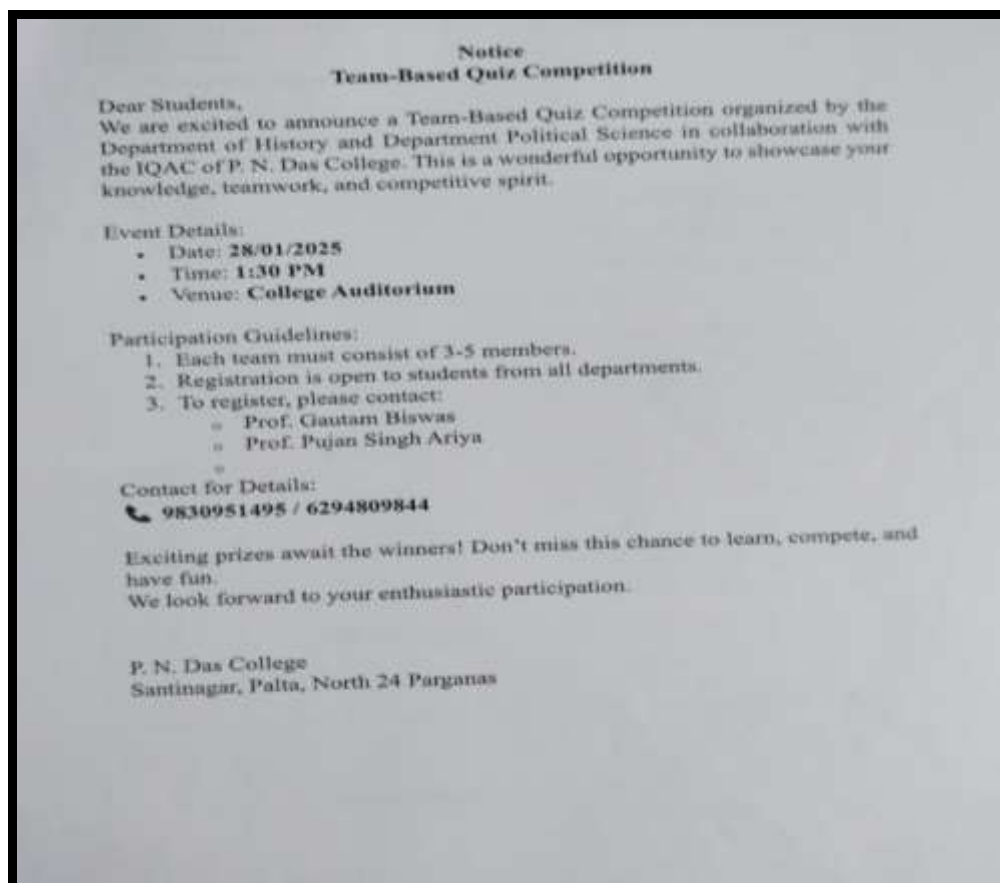 Notice
Team-Based Quiz Competition
Dear Students,
We are excited to announce a Team-Based Quiz Competition organized by the
Department of History and Department Political Science in collaboration with
the IQAC of P. N. Das College. This is a wonderful opportunity to showcase your
knowledge, teamwork, and competitive spirit.
Event Details:
• Date: 28/01/2025
• Time: 1:30 PM
• Venue: College Auditorium
Participation Guidelines:
1. Each team must consist of 3-5 members.
2. Registration is open to students from all departments.
3. To register, please contact:
o Prof. Gautam Biswas
o Prof. Pujan Singh Ariya
o
Contact for Details:
📞 9830951495 / 6294809844
Exciting prizes await the winners! Don't miss this chance to learn, compete, and
have fun.
We look forward to your enthusiastic participation.
P. N. Das College
Santinagar, Palta, North 24 Parganas